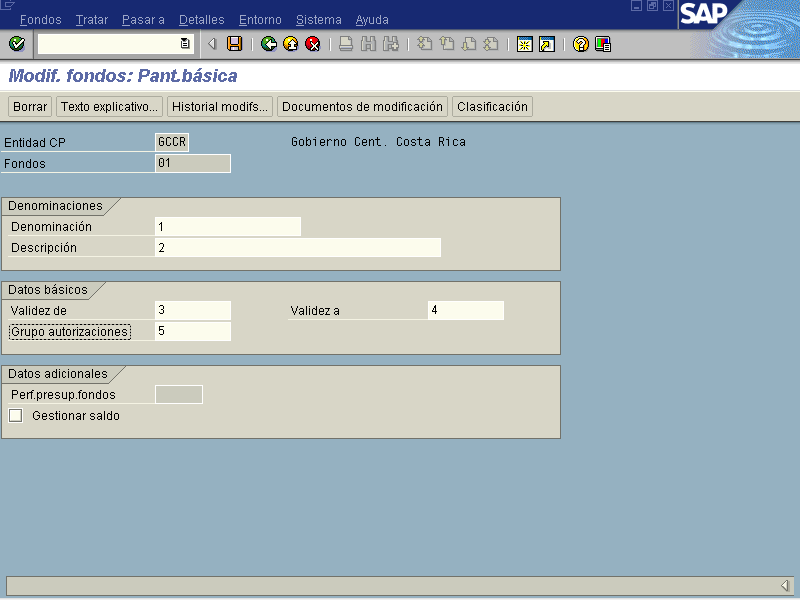 Fondos Tratar Pasar a Detalles Entorno Sistema Ayuda
SAP
Modif. fondos: Pant.básica
Borrar Texto explicativo... Historial modifs... Documentos de modificación Clasificación
Entidad CP GCCR Gobierno Cent. Costa Rica
Fondos 01
Denominaciones
Denominación 1
Descripción 2
Datos básicos
Validez de 3 Validez a 4
Grupo autorizaciones 5
Datos adicionales
Perf.presup.fondos
Gestionar saldo